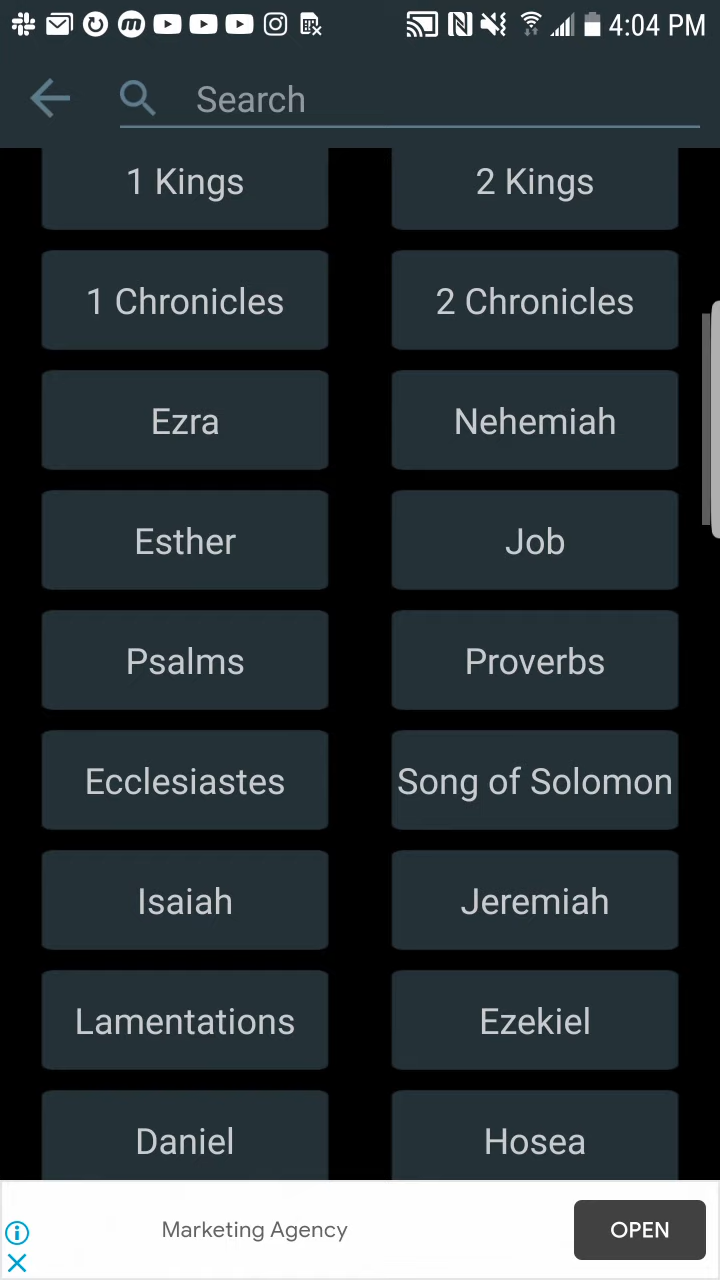 4:04 PM
Search
1 Kings
2 Kings
1 Chronicles
2 Chronicles
Ezra
Nehemiah
Esther
Job
Psalms
Proverbs
Ecclesiastes
Song of Solomon
Isaiah
Jeremiah
Lamentations
Ezekiel
Daniel
Hosea
Marketing Agency
OPEN